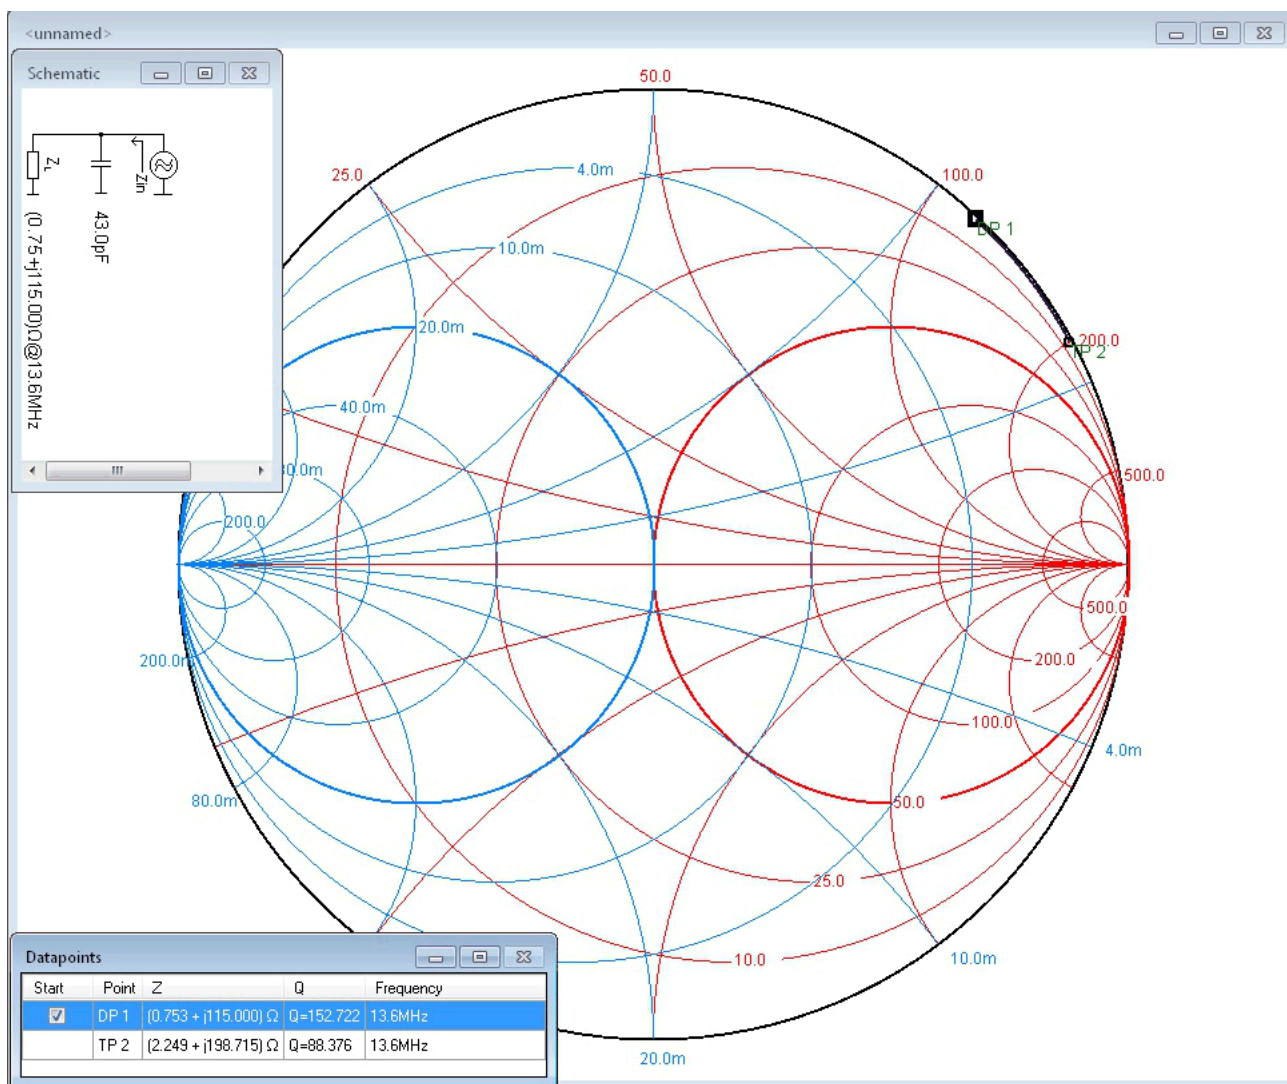 <unnamed>
Schematic
ZL
Zin
43.0pF
(0.75+j115.00)Ω@13.6MHz
50.0
25.0
4.0m
100.0
DP 1
10.0m
20.0m
200.0
TP 2
40.0m
500.0
200.0
500.0
200.0m
200.0
100.0
4.0m
80.0m
50.0
25.0
10.0
10.0m
20.0m
Datapoints
Start Point Z Q Frequency
DP 1 (0.753 + j115.000) Ω Q=152.722 13.6MHz
TP 2 (2.249 + j198.715) Ω Q=88.376 13.6MHz